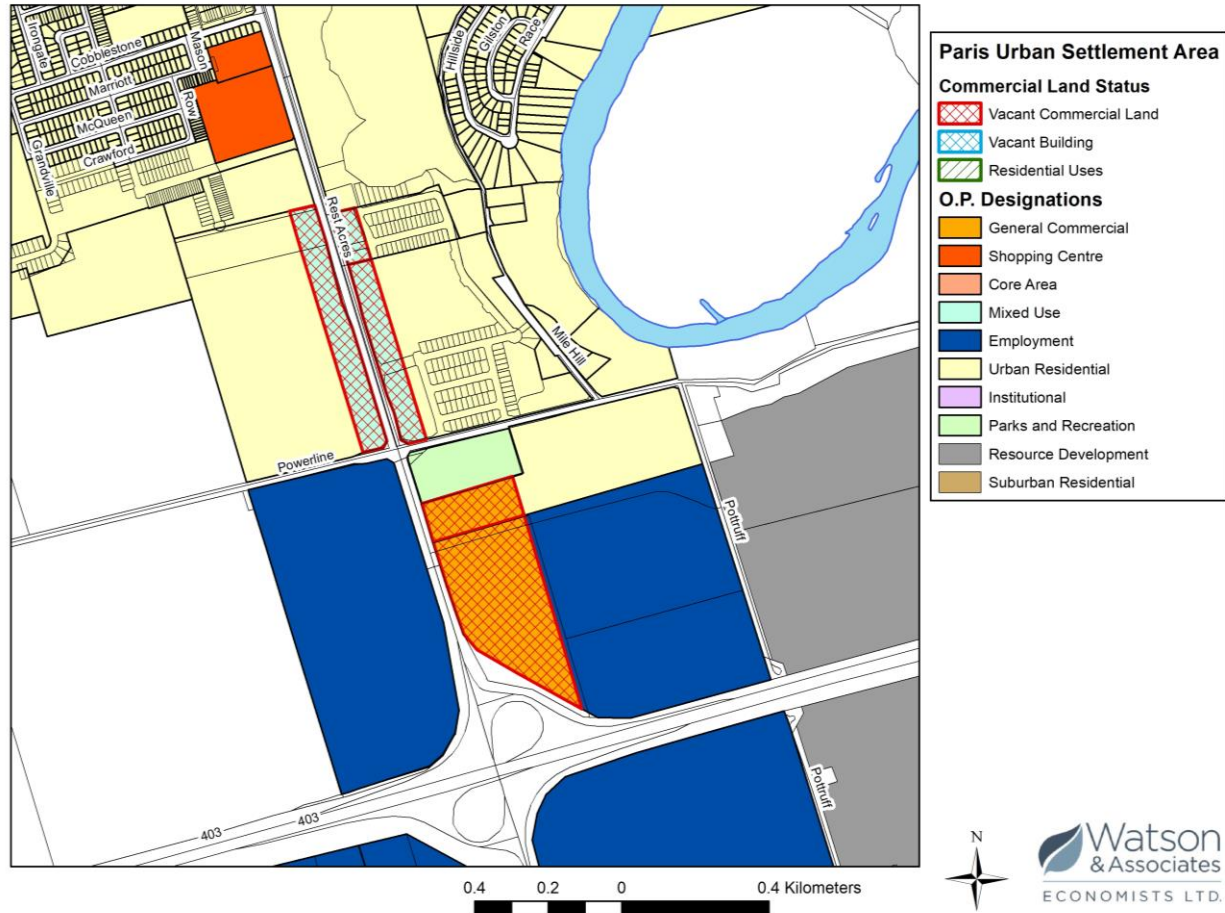 Irongate
Cobblestone
Mason
Marriott
McQueen
Row
Crawford
Grandville
Hillside
Gilston
Race
Rest Acres
Mile Hill
Powerline
Pottruff
403
403
Pottruff
Paris Urban Settlement Area
Commercial Land Status
Vacant Commercial Land
Vacant Building
Residential Uses
O.P. Designations
General Commercial
Shopping Centre
Core Area
Mixed Use
Employment
Urban Residential
Institutional
Parks and Recreation
Resource Development
Suburban Residential
0.4 0.2 0 0.4 Kilometers
N
Watson
& Associates
ECONOMISTS LTD.